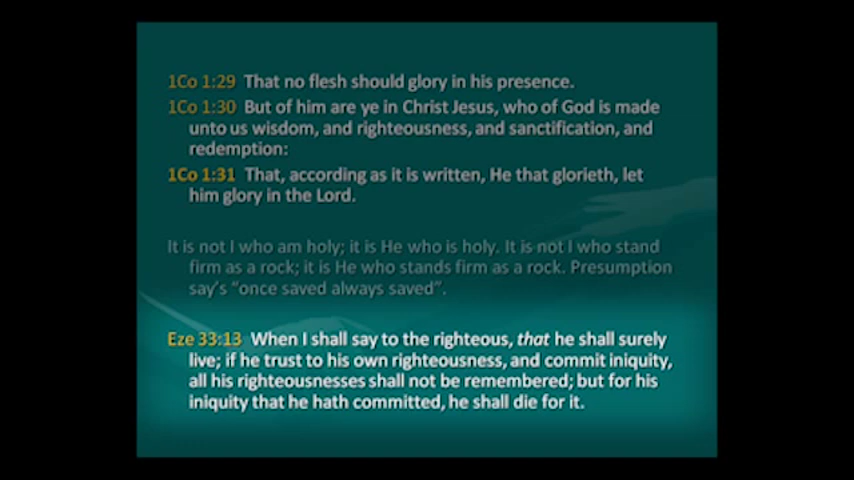 1Co 1:29 That no flesh should glory in his presence.
1Co 1:30 But of him are ye in Christ Jesus, who of God is made
unto us wisdom, and righteousness, and sanctification, and
redemption:
1Co 1:31 That, according as it is written, He that glorieth, let
him glory in the Lord.
It is not I who am holy; it is He who is holy. It is not I who stand
firm as a rock; it is He who stands firm as a rock. Presumption
say's “once saved always saved”.
Eze 33:13 When I shall say to the righteous, that he shall surely
live; if he trust to his own righteousness, and commit iniquity,
all his righteousnesses shall not be remembered; but for his
iniquity that he hath committed, he shall die for it.